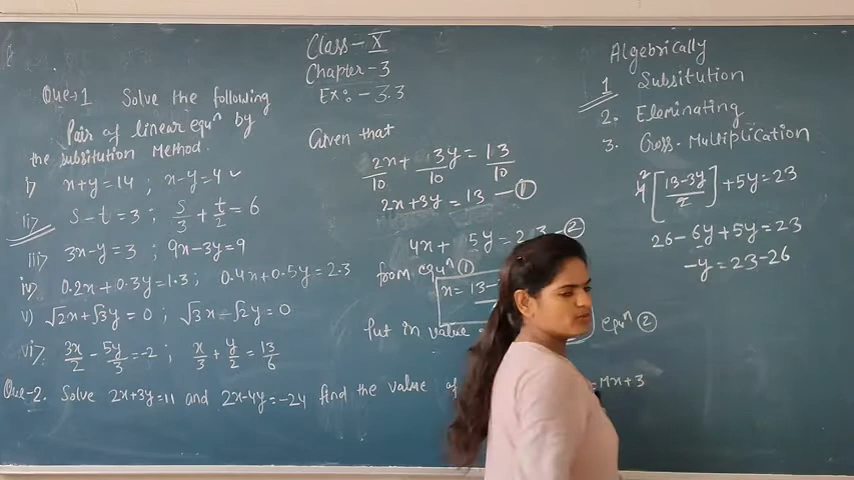 Class - X
Chapter - 3
Ex:- - 3.3
Que→1 Solve the following
Pair of linear equⁿ by
the subsitution Method.
i) x+y=14 ; x-y=4 ✓
ii> s-t=3 ; s/3 + t/2 = 6
iii) 3x-y=3 ; 9x-3y=9
iv) 0.2x+0.3y=1.3 ; 0.4x+0.5y=2.3
v) √2x+√3y=0 ; √3x-√2y=0
vi> 3x/2 - 5y/3 = -2 ; x/3 + y/2 = 13/6
Que-2. Solve 2x+3y=11 and 2x-4y=-24 find the value of =mx+3
Given that
2x/10 + 3y/10 = 13/10
2x+3y=13 — ①
4x+ 5y= 23 — ②
from equⁿ ①
x = 13-
Put in value equⁿ ②
Algebrically
1 Subsitution
2. Eleminating
3. Cross-Multiplication
4² [13-3y/2] +5y=23
26-6y+5y=23
-y=23-26